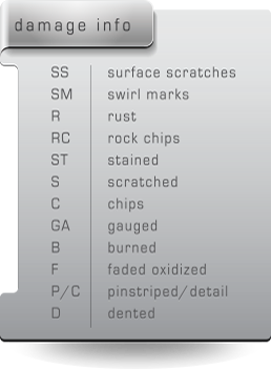 damage info
SS surface scratches
SM swirl marks
R rust
RC rock chips
ST stained
S scratched
C chips
GA gauged
B burned
F faded oxidized
P/C pinstriped/detail
D dented